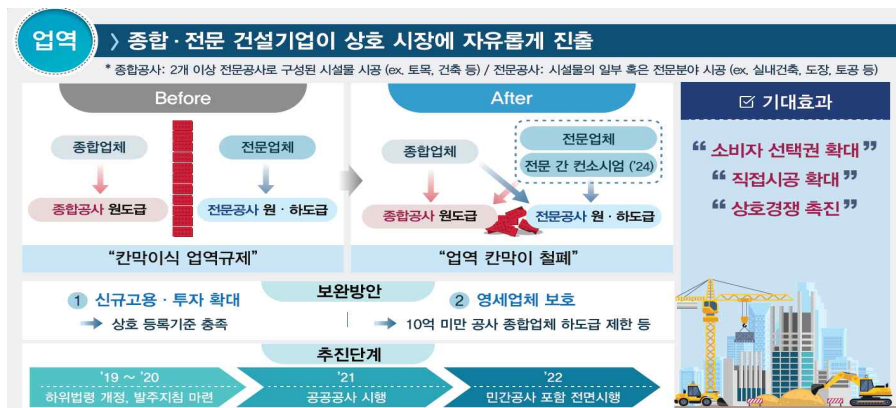 업역
〉종합·전문 건설기업이 상호 시장에 자유롭게 진출
* 종합공사: 2개 이상 전문공사로 구성된 시설물 시공 (ex. 토목, 건축 등) / 전문공사: 시설물의 일부 혹은 전문분야 시공 (ex. 실내건축, 도장, 토공 등)
Before
종합업체
전문업체
종합공사 원도급
전문공사 원·하도급
“칸막이식 업역규제”
After
종합업체
전문업체
전문 간 컨소시엄 ('24)
종합공사 원도급
전문공사 원·하도급
“업역 칸막이 철폐”
보완방안
1 신규고용·투자 확대
→ 상호 등록기준 충족
2 영세업체 보호
→ 10억 미만 공사 종합업체 하도급 제한 등
추진단계
'19 ~ '20
하위법령 개정, 발주지침 마련
'21
공공공사 시행
'22
민간공사 포함 전면시행
☑ 기대효과
“ 소비자 선택권 확대 ”
“ 직접시공 확대 ”
“ 상호경쟁 촉진 ”